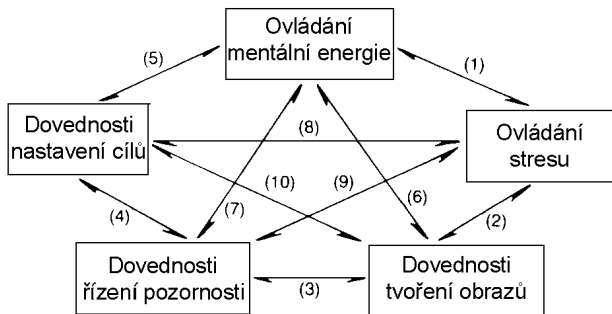 Ovládání
mentální energie
(5)
(1)
Dovednosti
nastavení cílů
(8)
Ovládání
stresu
(10)
(9)
(4)
(7)
(6)
(2)
Dovednosti
řízení pozornosti
(3)
Dovednosti
tvoření obrazů